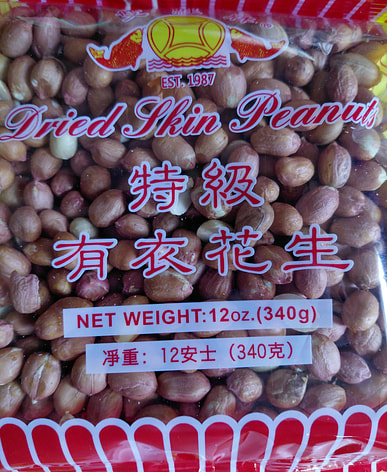 EST. 1987
Dried Skin Peanuts
特級
有衣花生
NET WEIGHT:12oz.(340g)
凈重: 12安士 (340克)